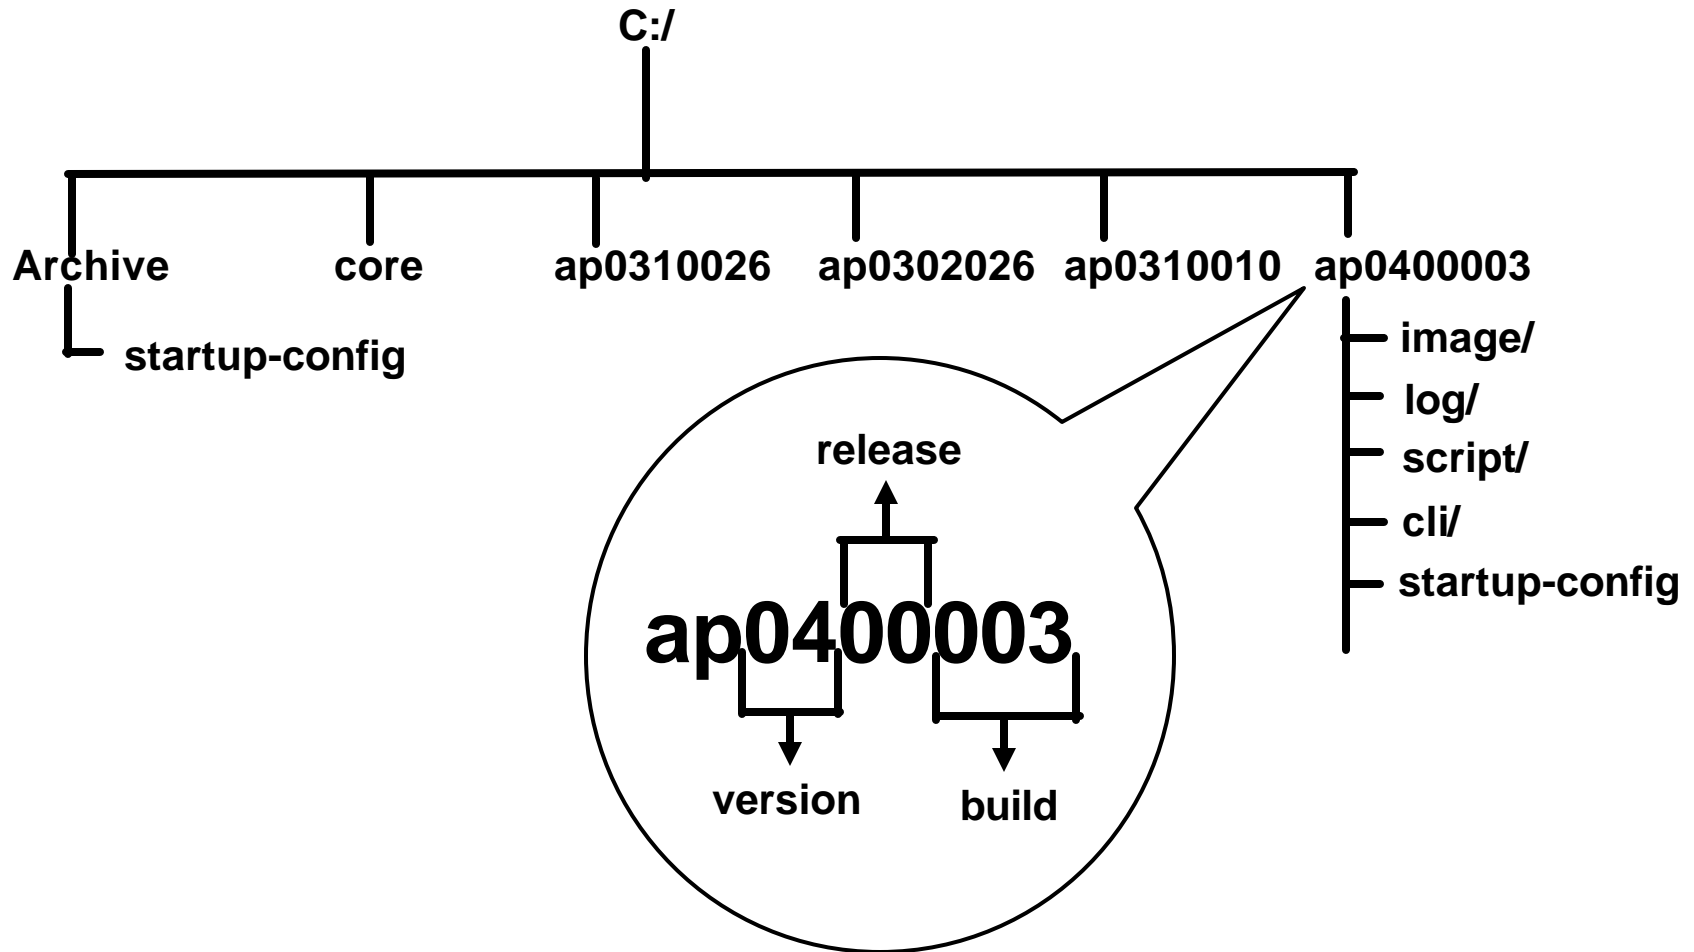 C:/
Archive core ap0310026 ap0302026 ap0310010 ap0400003
startup-config
image/
log/
script/
cli/
startup-config
release
ap0400003
version
build